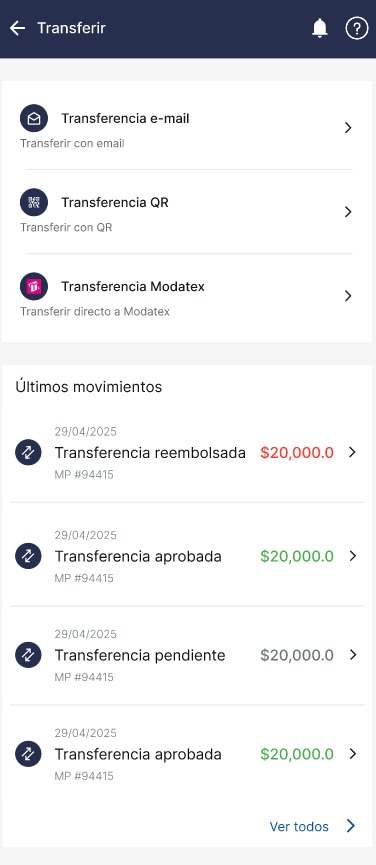 Transferir
Transferencia e-mail
Transferir con email
Transferencia QR
Transferir con QR
Transferencia Modatex
Transferir directo a Modatex
Últimos movimientos
29/04/2025
Transferencia reembolsada $20,000.0
MP #94415
29/04/2025
Transferencia aprobada $20,000.0
MP #94415
29/04/2025
Transferencia pendiente $20,000.0
MP #94415
29/04/2025
Transferencia aprobada $20,000.0
MP #94415
Ver todos